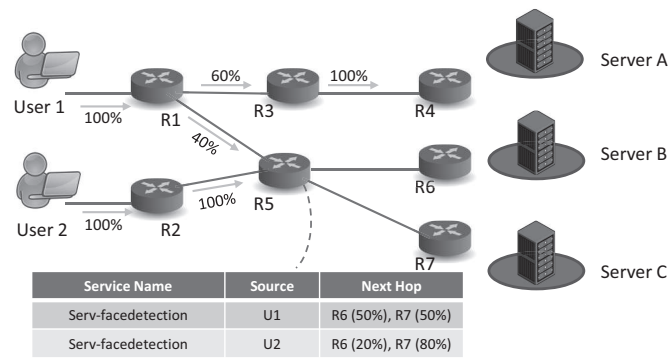 60%
100%
Server A
User 1
100%
R1
R3
R4
40%
Server B
100%
R5
R6
User 2
100%
R2
R7
Server C
Service Name Source Next Hop
Serv-facedetection U1 R6 (50%), R7 (50%)
Serv-facedetection U2 R6 (20%), R7 (80%)